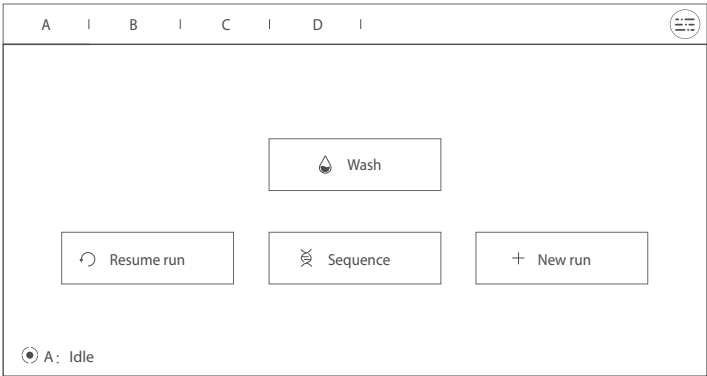 A | B | C | D |
Wash
Resume run
Sequence
New run
A: Idle